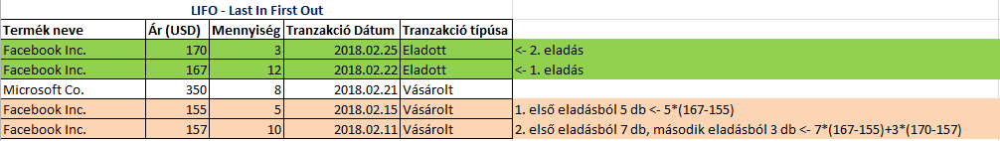 LIFO - Last In First Out
Termék neve Ár (USD) Mennyiség Tranzakció Dátum Tranzakció típúsa
Facebook Inc. 170 3 2018.02.25 Eladott <- 2. eladás
Facebook Inc. 167 12 2018.02.22 Eladott <- 1. eladás
Microsoft Co. 350 8 2018.02.21 Vásárolt
Facebook Inc. 155 5 2018.02.15 Vásárolt 1. első eladásból 5 db <- 5*(167-155)
Facebook Inc. 157 10 2018.02.11 Vásárolt 2. első eladásból 7 db, második eladásból 3 db <- 7*(167-155)+3*(170-157)